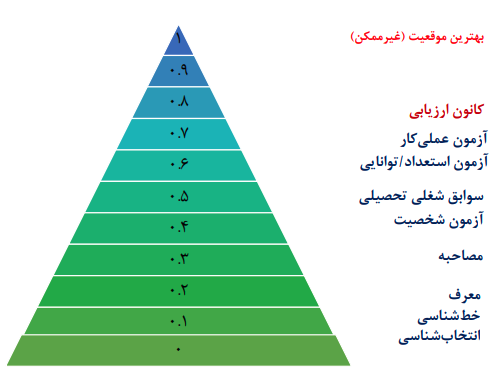 بهترین موقعیت (غیرممکن)
۱
۰.۹
۰.۸
کانون ارزیابی
۰.۷
آزمون عملی‌کار
۰.۶
آزمون استعداد/توانایی
۰.۵
سوابق شغلی تحصیلی
۰.۴
آزمون شخصیت
۰.۳
مصاحبه
۰.۲
معرف
۰.۱
خط‌شناسی
انتخاب‌شناسی
۰